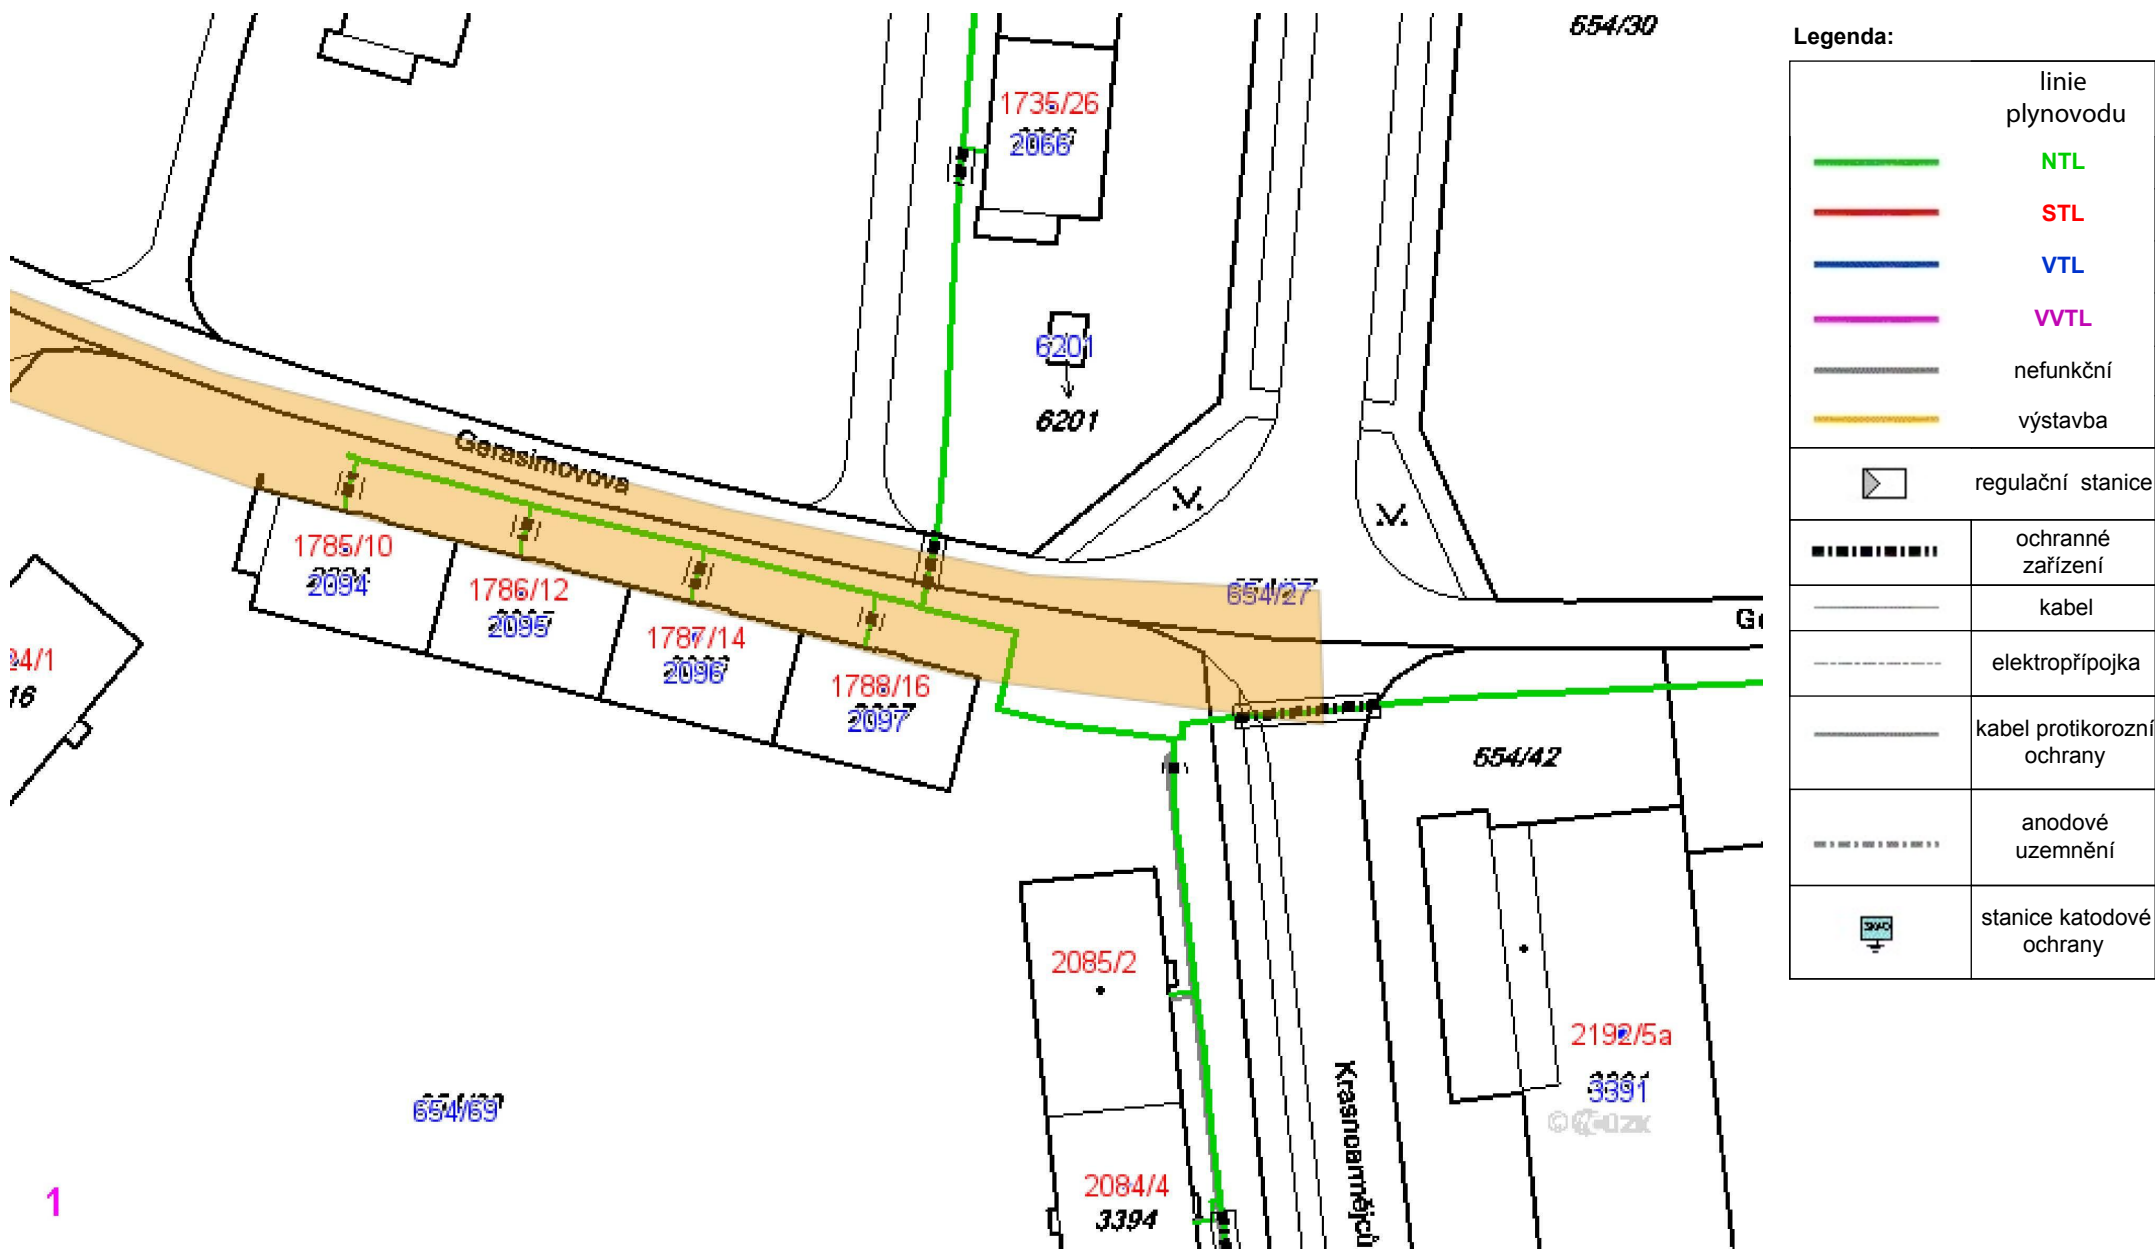 654/30
Legenda:
linie
plynovodu
NTL
STL
VTL
VVTL
nefunkční
výstavba
regulační stanice
ochranné
zařízení
kabel
elektropřípojka
kabel protikorozní
ochrany
anodové
uzemnění
stanice katodové
ochrany
1735/26
2066
6201
6201
Gerasimovova
1785/10
2094
1786/12
2095
1787/14
2096
1788/16
2097
654/27
654/42
2085/2
2192/5a
3391
654/69
Krasnoarmějců
2084/4
3394
1